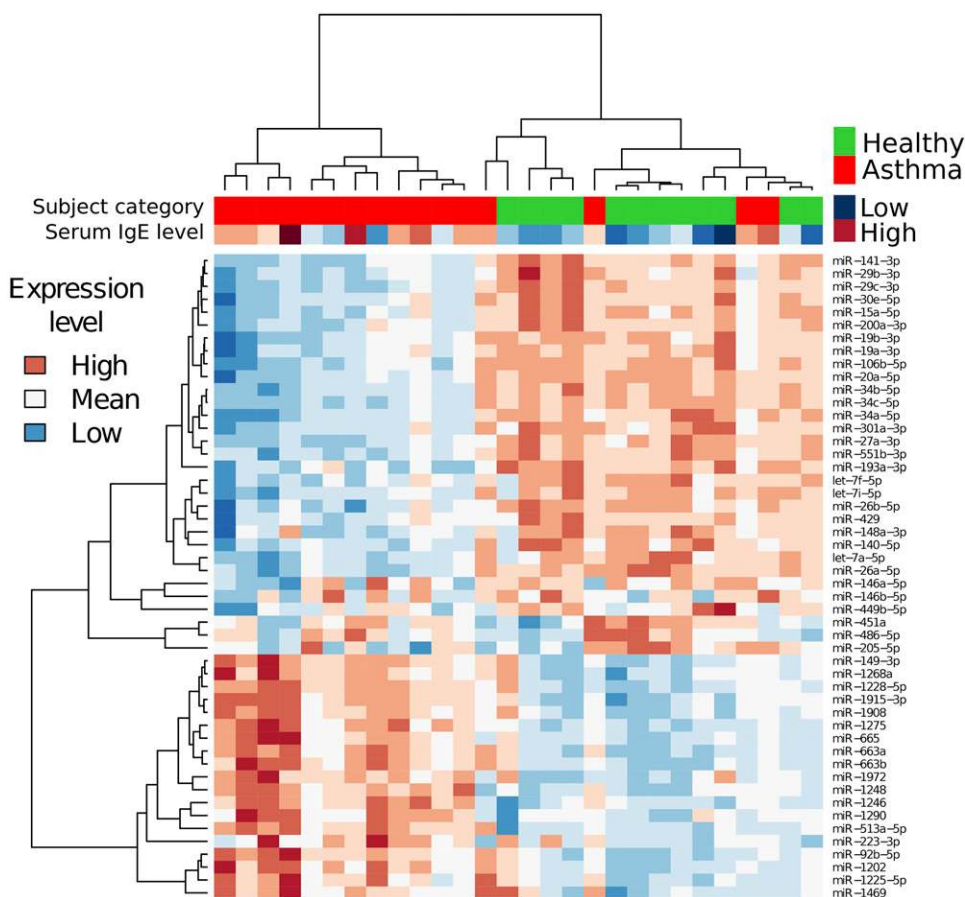 Healthy
Asthma
Subject category
Low
Serum IgE level
High
Expression
level
High
Mean
Low
miR-141-3p
miR-29b-3p
miR-29c-3p
miR-30e-5p
miR-15a-5p
miR-200a-3p
miR-19b-3p
miR-19a-3p
miR-106b-5p
miR-20a-5p
miR-34b-5p
miR-34c-5p
miR-34a-5p
miR-301a-3p
miR-27a-3p
miR-551b-3p
miR-193a-3p
let-7f-5p
let-7i-5p
miR-26b-5p
miR-429
miR-148a-3p
miR-140-5p
let-7a-5p
miR-26a-5p
miR-146a-5p
miR-146b-5p
miR-449b-5p
miR-451a
miR-486-5p
miR-205-5p
miR-149-3p
miR-1268a
miR-1228-5p
miR-1915-3p
miR-1908
miR-1275
miR-665
miR-663a
miR-663b
miR-1972
miR-1248
miR-1246
miR-1290
miR-513a-5p
miR-223-3p
miR-92b-5p
miR-1202
miR-1225-5p
miR-1469